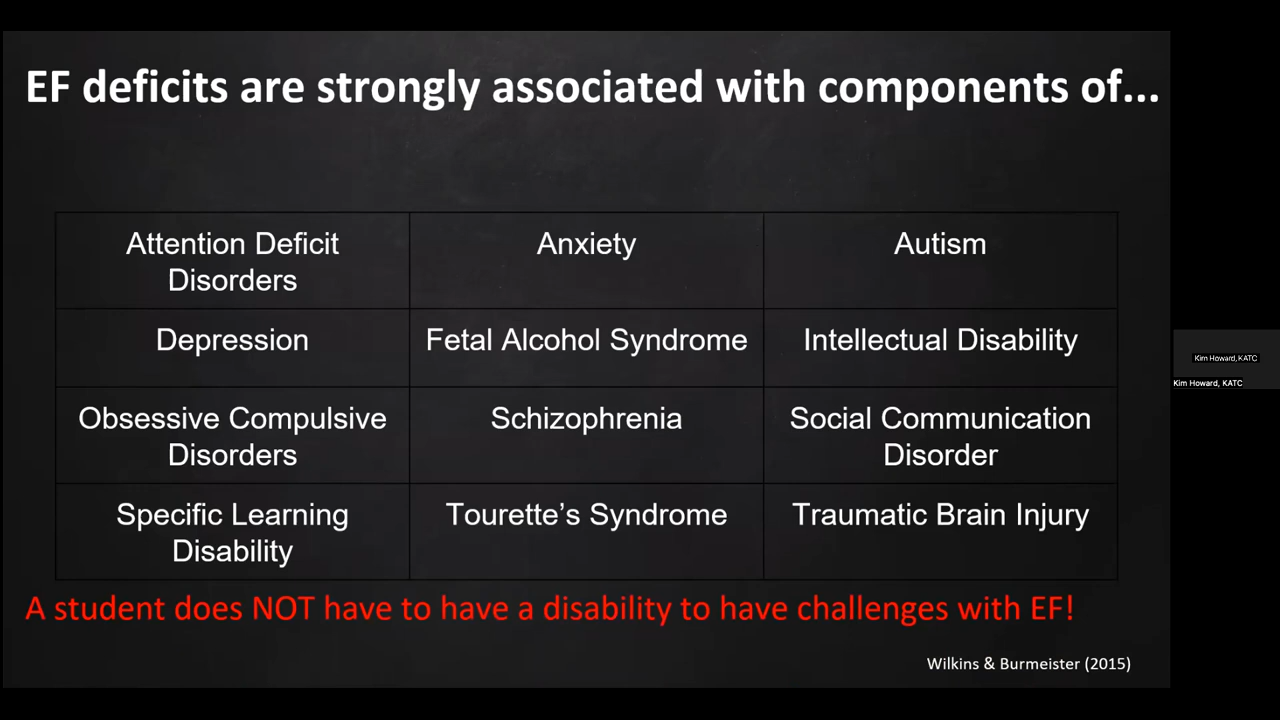 EF deficits are strongly associated with components of...
Attention Deficit
Disorders
Anxiety
Autism
Depression
Fetal Alcohol Syndrome
Intellectual Disability
Obsessive Compulsive
Disorders
Schizophrenia
Social Communication
Disorder
Specific Learning
Disability
Tourette’s Syndrome
Traumatic Brain Injury
A student does NOT have to have a disability to have challenges with EF!
Wilkins & Burmeister (2015)
Kim Howard, KATC
Kim Howard, KATC